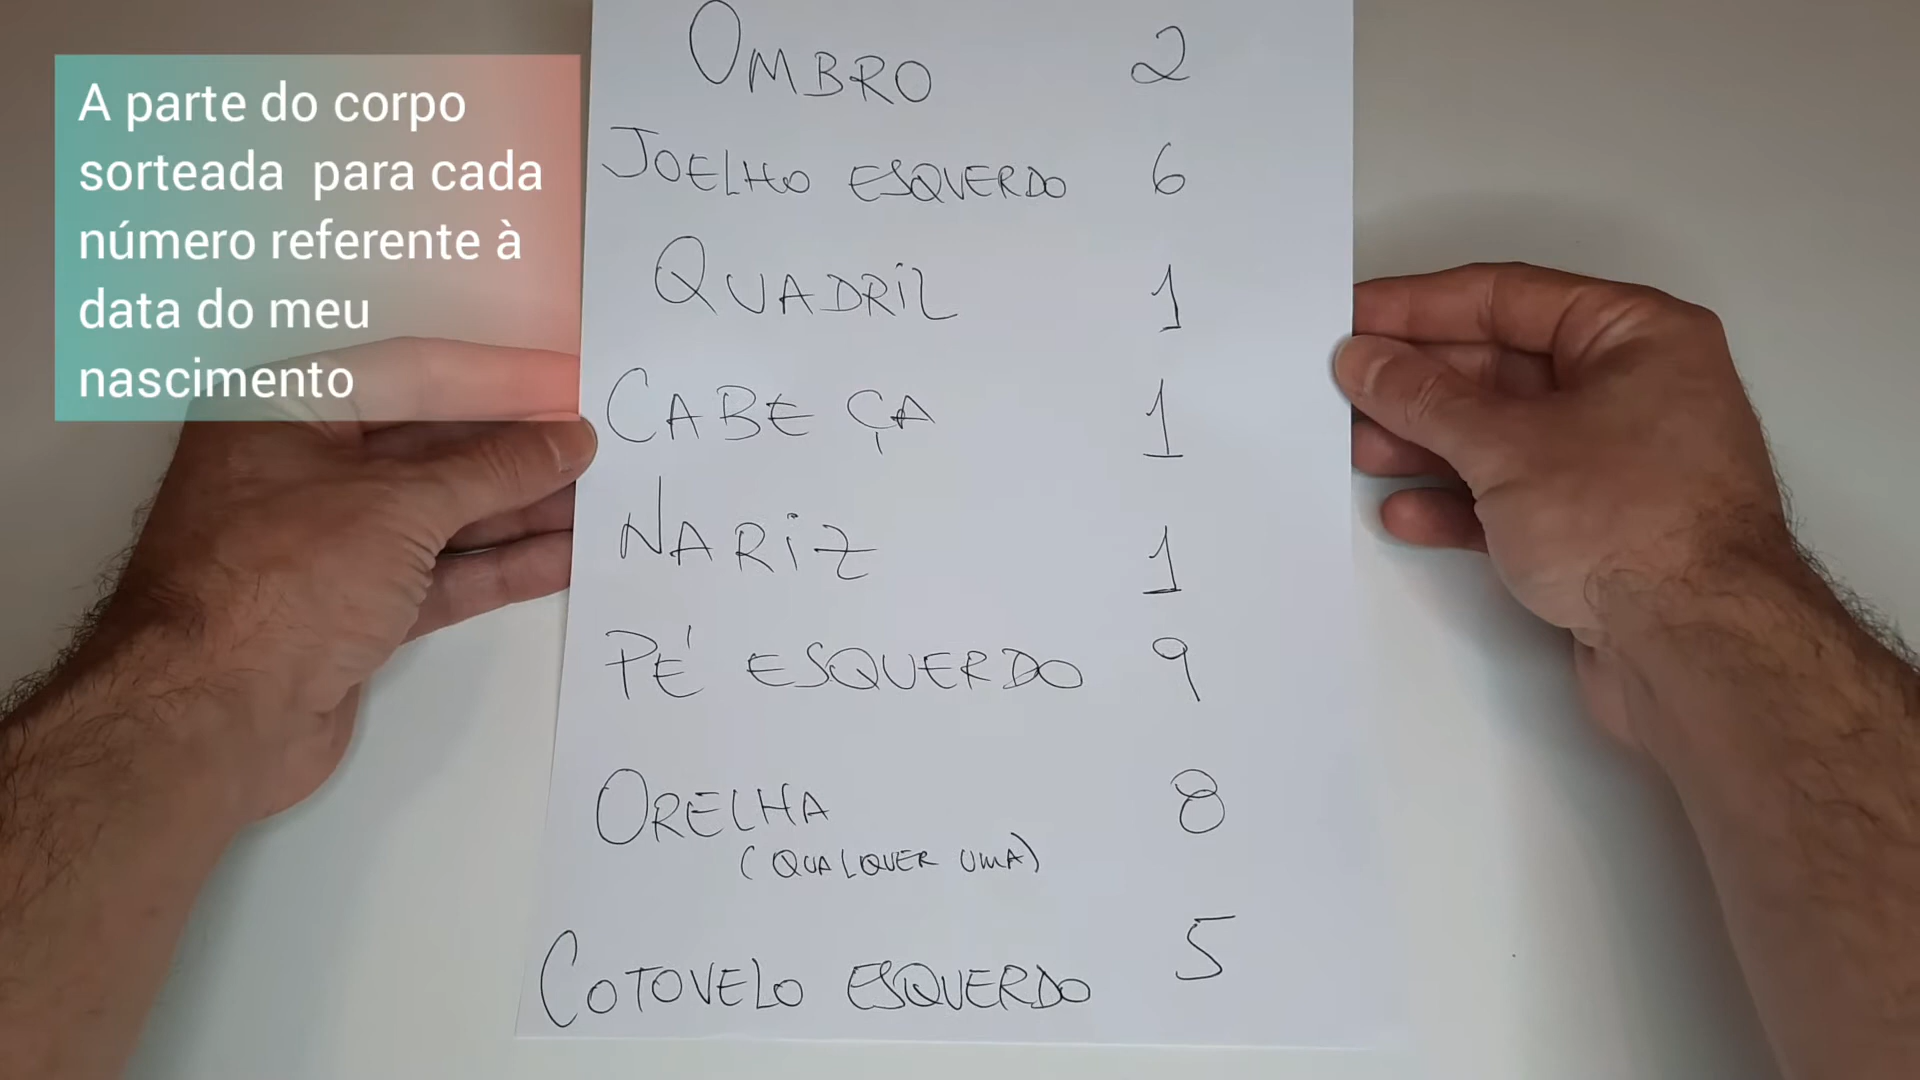 A parte do corpo
sorteada para cada
número referente à
data do meu
nascimento
OMBRO 2
JOELHO ESQUERDO 6
QUADRIL 1
CABEÇA 1
NARIZ 1
PÉ ESQUERDO 9
ORELHA 8
(QUALQUER UMA)
COTOVELO ESQUERDO 5